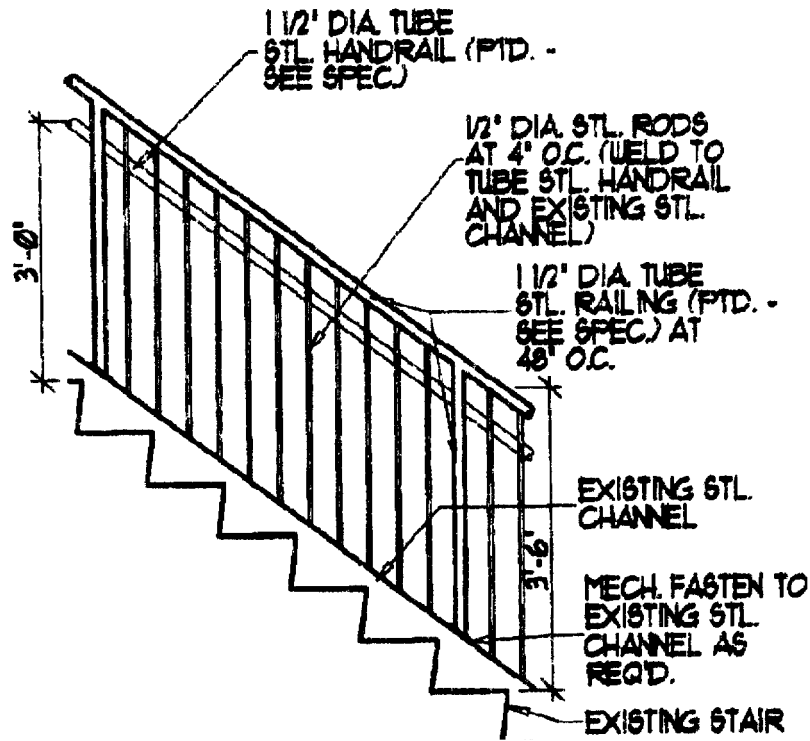 1 1/2" DIA. TUBE
STL. HANDRAIL (PTD. -
SEE SPEC.)
1/2" DIA. STL. RODS
AT 4" O.C. (WELD TO
TUBE STL. HANDRAIL
AND EXISTING STL.
CHANNEL)
3'-0"
1 1/2" DIA. TUBE
STL. RAILING (PTD. -
SEE SPEC.) AT
48" O.C.
EXISTING STL.
CHANNEL
3'-6"
MECH. FASTEN TO
EXISTING STL.
CHANNEL AS
REQ'D.
EXISTING STAIR